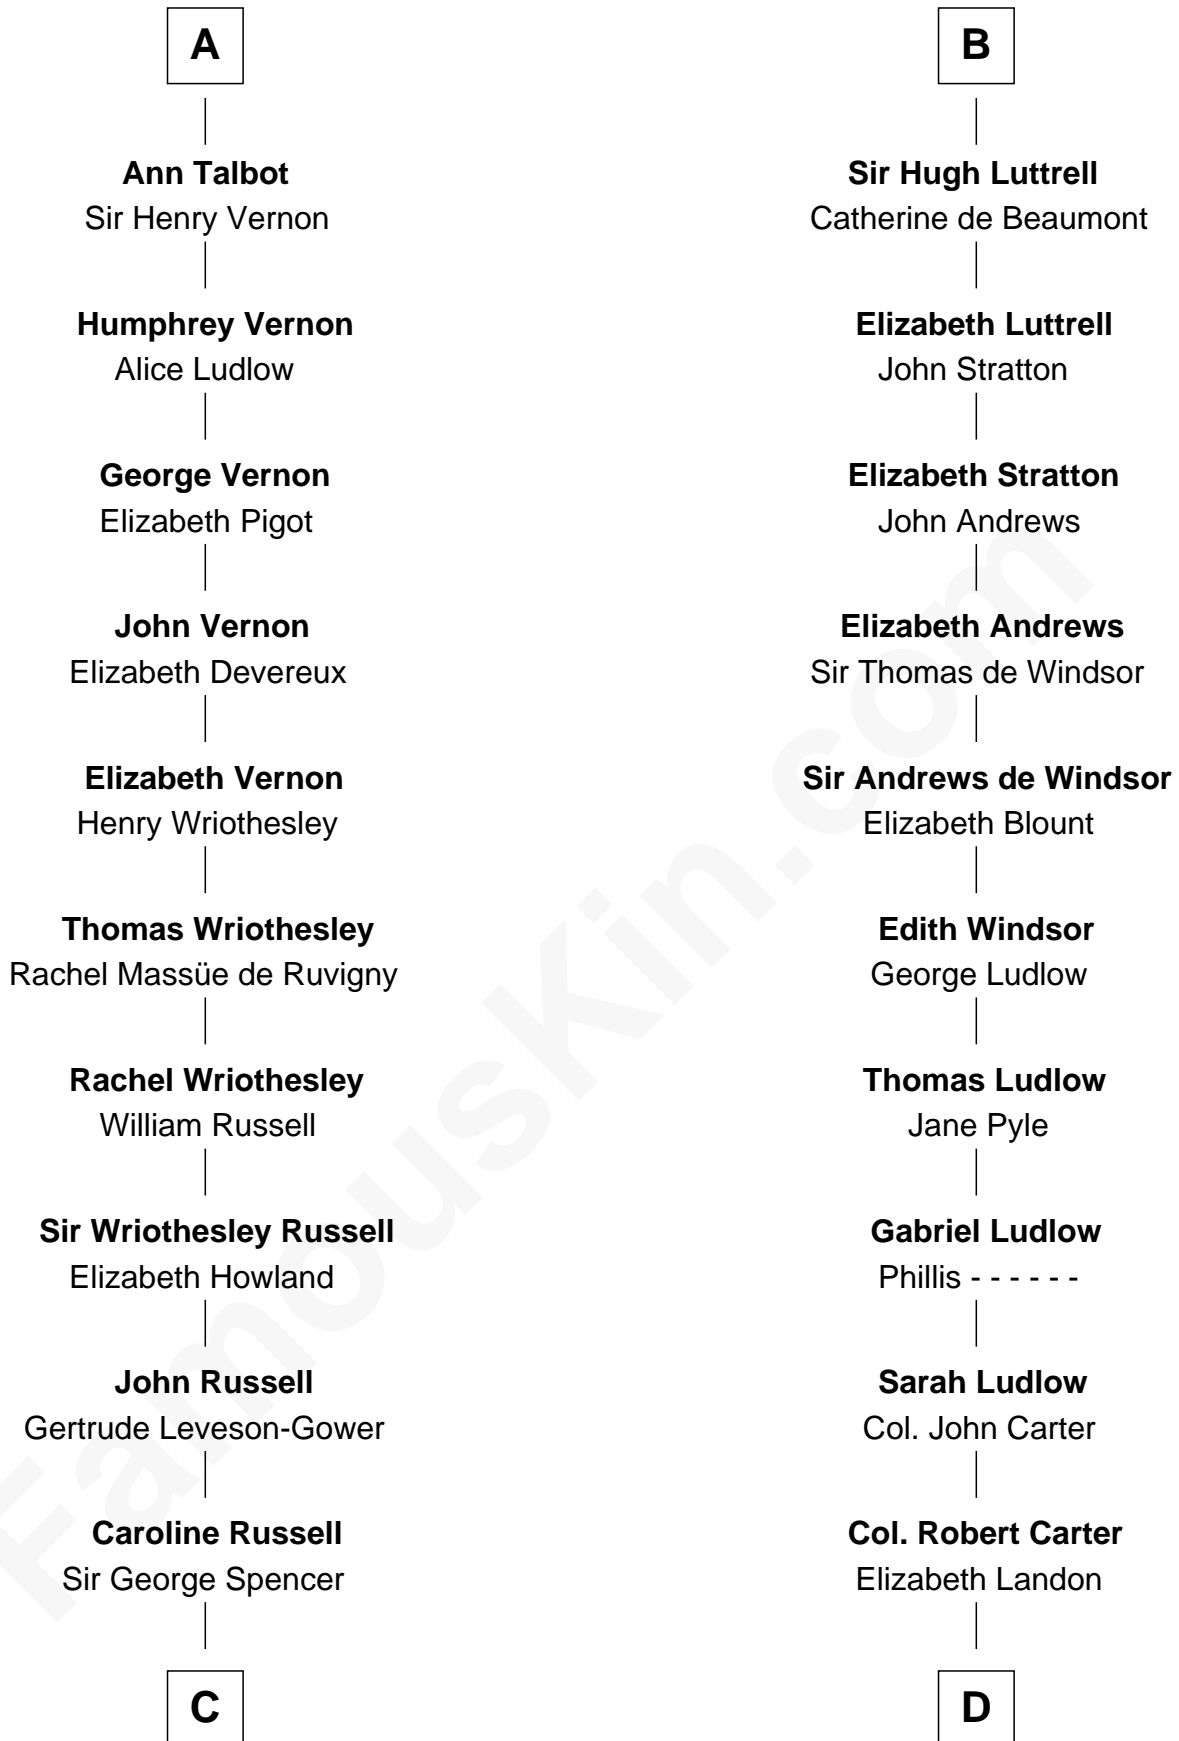 A
Ann Talbot
Sir Henry Vernon
Humphrey Vernon
Alice Ludlow
George Vernon
Elizabeth Pigot
John Vernon
Elizabeth Devereux
Elizabeth Vernon
Henry Wriothesley
Thomas Wriothesley
Rachel Massüe de Ruvigny
Rachel Wriothesley
William Russell
Sir Wriothesley Russell
Elizabeth Howland
John Russell
Gertrude Leveson-Gower
Caroline Russell
Sir George Spencer
C
B
Sir Hugh Luttrell
Catherine de Beaumont
Elizabeth Luttrell
John Stratton
Elizabeth Stratton
John Andrews
Elizabeth Andrews
Sir Thomas de Windsor
Sir Andrews de Windsor
Elizabeth Blount
Edith Windsor
George Ludlow
Thomas Ludlow
Jane Pyle
Gabriel Ludlow
Phillis - - - - - -
Sarah Ludlow
Col. John Carter
Col. Robert Carter
Elizabeth Landon
D
FamousKin.com